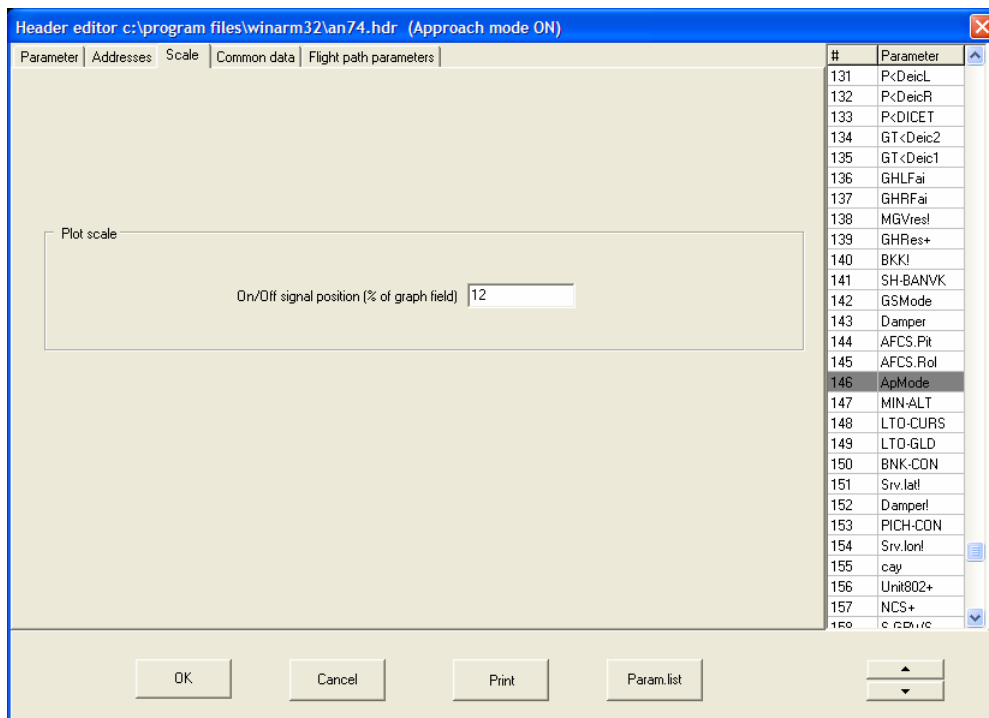 Header editor c:\program files\winarm32\an74.hdr (Approach mode ON)
Parameter Addresses Scale Common data Flight path parameters
Plot scale
On/Off signal position (% of graph field) 12
# Parameter
131 P<DeicL
132 P<DeicR
133 P<DICET
134 GT<Deic2
135 GT<Deic1
136 GHLFai
137 GHRFai
138 MGVres!
139 GHRes+
140 BKK!
141 SH-BANVK
142 GSMode
143 Damper
144 AFCS.Pit
145 AFCS.Rol
146 ApMode
147 MIN-ALT
148 LTO-CURS
149 LTO-GLD
150 BNK-CON
151 Srv.lat!
152 Damper!
153 PICH-CON
154 Srv.lon!
155 cay
156 Unit802+
157 NCS+
158 S.GPWS
OK Cancel Print Param.list